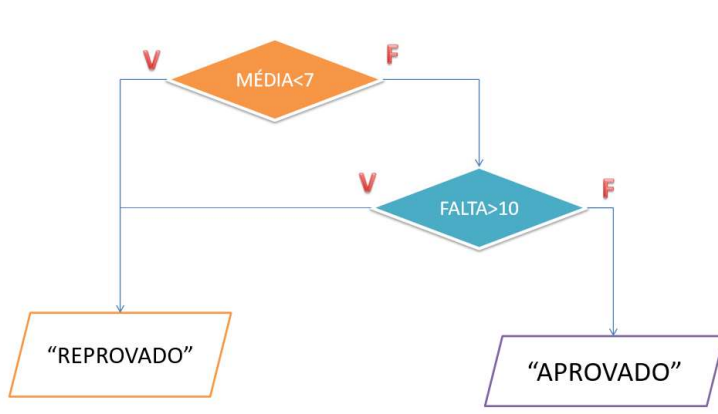 V
MÉDIA<7
F
V
FALTA>10
F
“REPROVADO”
“APROVADO”